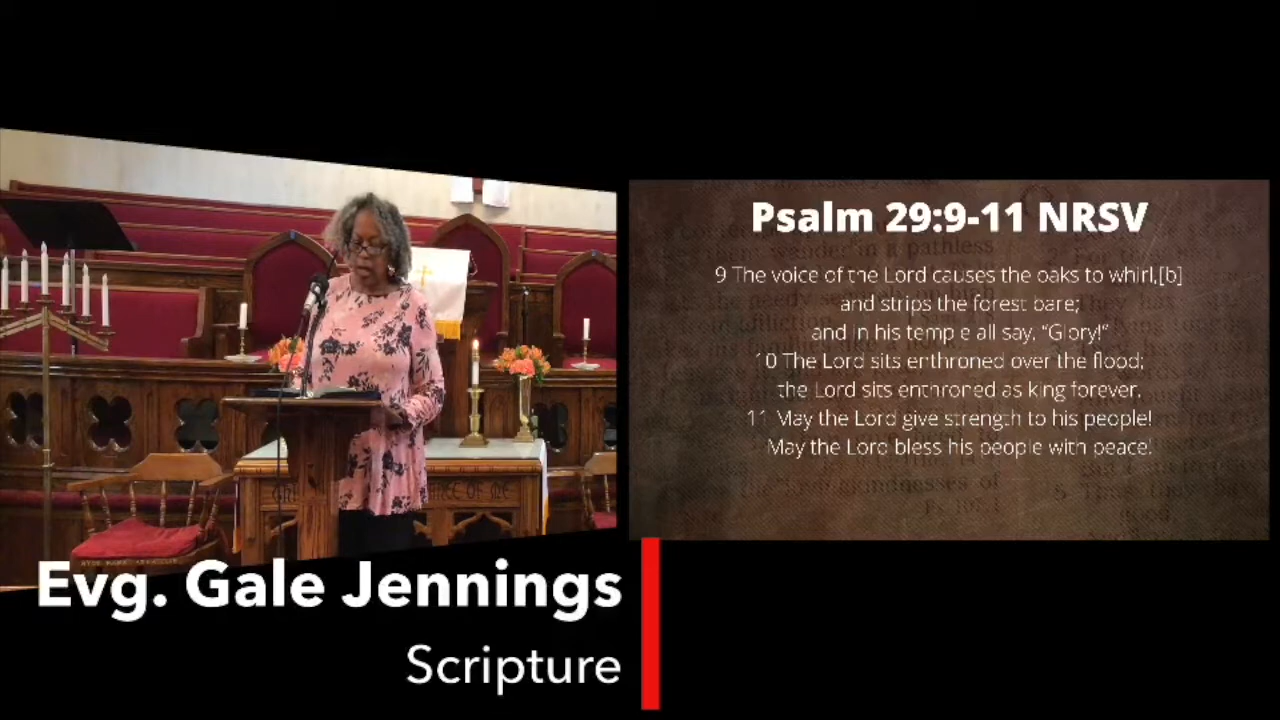 Psalm 29:9-11 NRSV
9 The voice of the Lord causes the oaks to whirl,[b]
and strips the forest bare;
and in his temple all say, “Glory!”
10 The Lord sits enthroned over the flood;
the Lord sits enthroned as king forever.
11 May the Lord give strength to his people!
May the Lord bless his people with peace!
Evg. Gale Jennings
Scripture